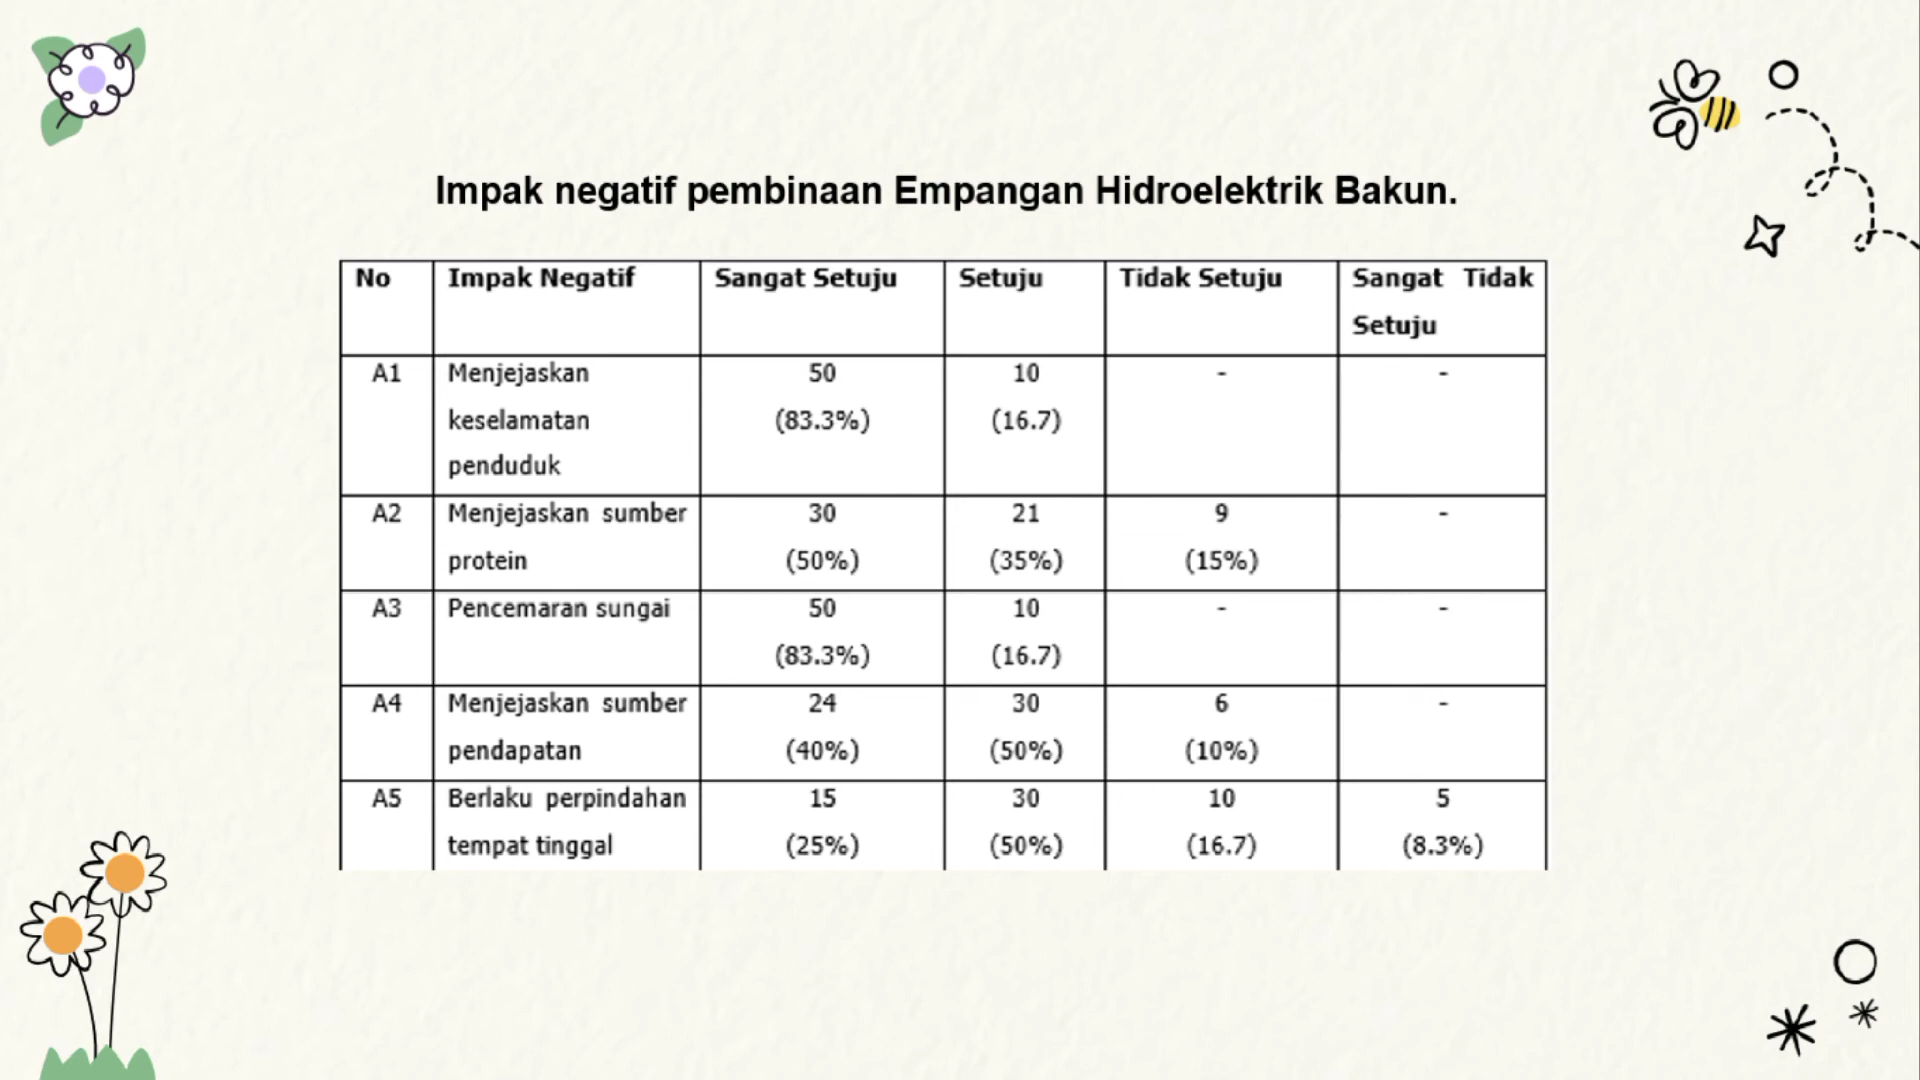 Impak negatif pembinaan Empangan Hidroelektrik Bakun.
No Impak Negatif Sangat Setuju Setuju Tidak Setuju Sangat Tidak
Setuju
A1 Menjejaskan 50 10 - -
keselamatan (83.3%) (16.7)
penduduk
A2 Menjejaskan sumber 30 21 9 -
protein (50%) (35%) (15%)
A3 Pencemaran sungai 50 10 - -
(83.3%) (16.7)
A4 Menjejaskan sumber 24 30 6 -
pendapatan (40%) (50%) (10%)
A5 Berlaku perpindahan 15 30 10 5
tempat tinggal (25%) (50%) (16.7) (8.3%)